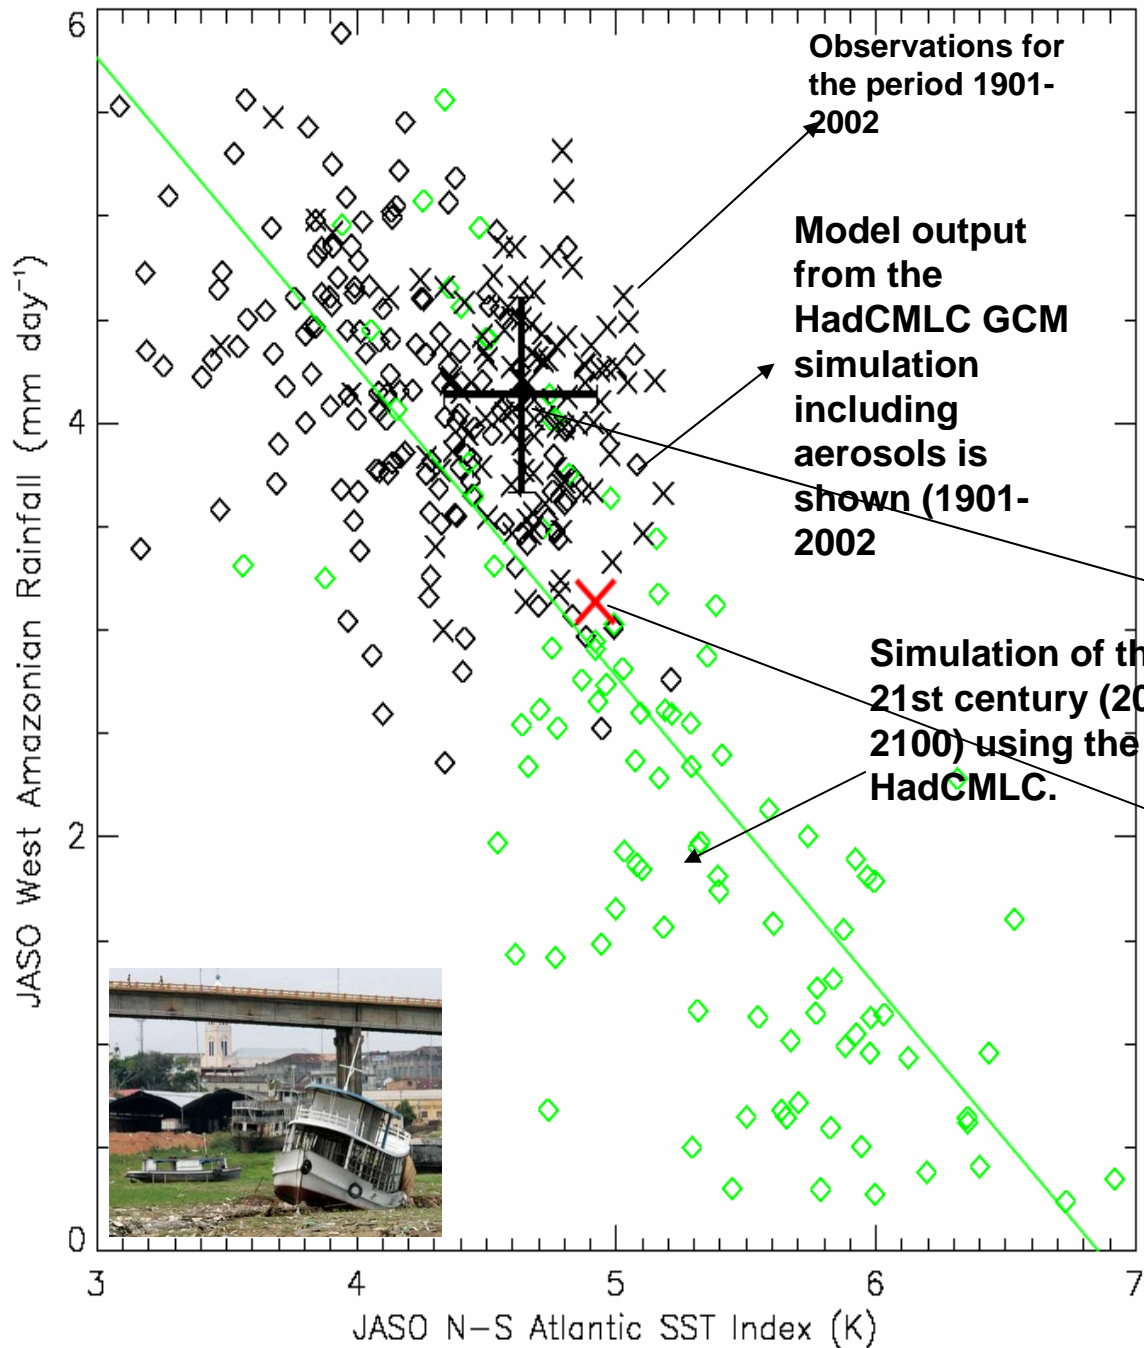 6
4
2
0
3 4 5 6 7
JASO West Amazonian Rainfall (mm day⁻¹)
JASO N-S Atlantic SST Index (K)
Observations for
the period 1901-
2002
Model output
from the
HadCMLC GCM
simulation
including
aerosols is
shown (1901-
2002
Simulation of th
21st century (20
2100) using the
HadCMLC.